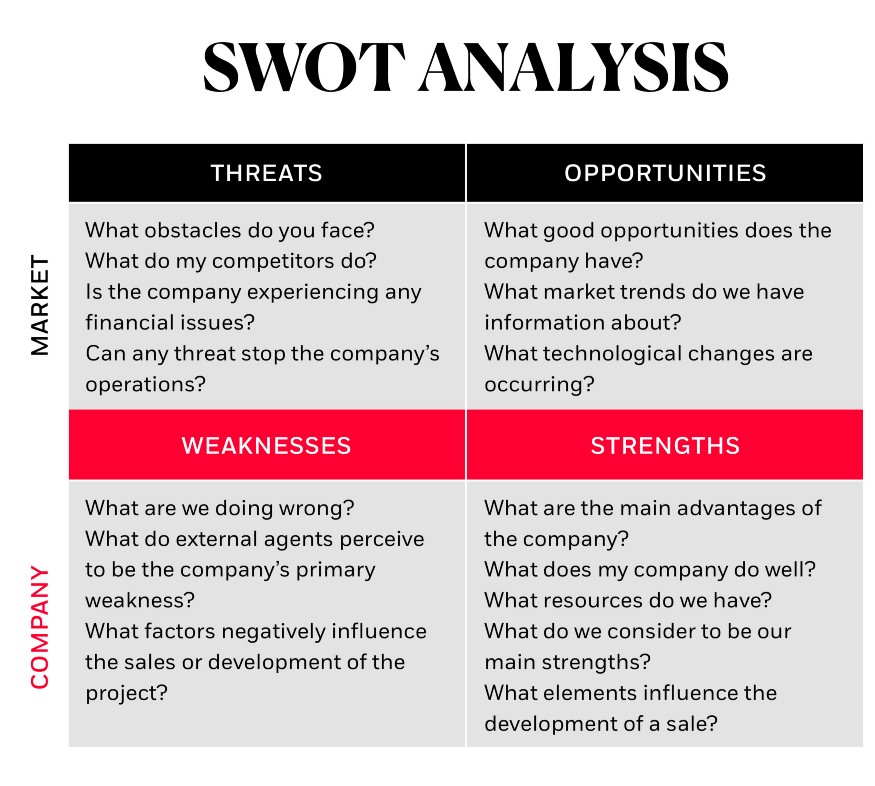 SWOT ANALYSIS
MARKET
THREATS
What obstacles do you face?
What do my competitors do?
Is the company experiencing any
financial issues?
Can any threat stop the company’s
operations?
OPPORTUNITIES
What good opportunities does the
company have?
What market trends do we have
information about?
What technological changes are
occurring?
COMPANY
WEAKNESSES
What are we doing wrong?
What do external agents perceive
to be the company’s primary
weakness?
What factors negatively influence
the sales or development of the
project?
STRENGTHS
What are the main advantages of
the company?
What does my company do well?
What resources do we have?
What do we consider to be our
main strengths?
What elements influence the
development of a sale?